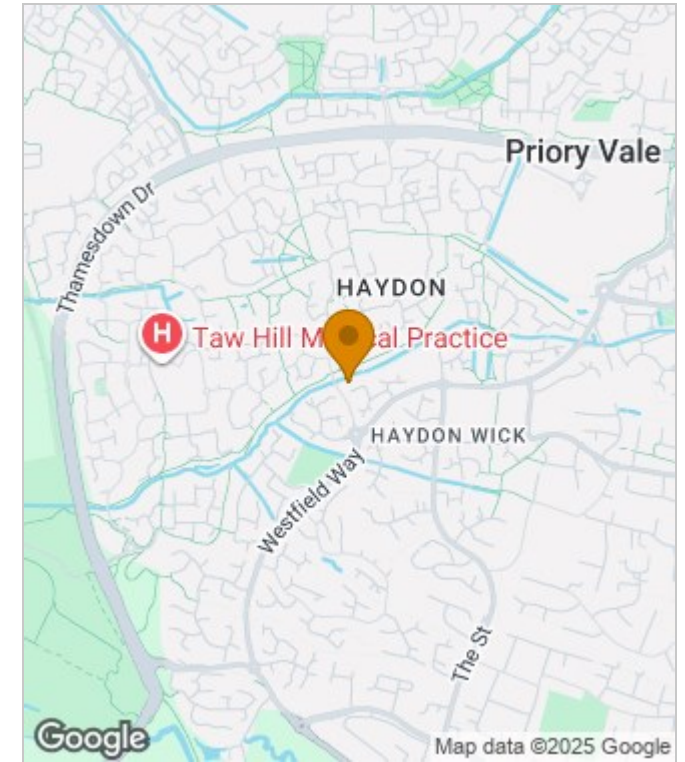 Priory Vale
Thamesdown Dr
HAYDON
H
Taw Hill Medical Practice
HAYDON WICK
Westfield Way
The St
Google
Map data ©2025 Google